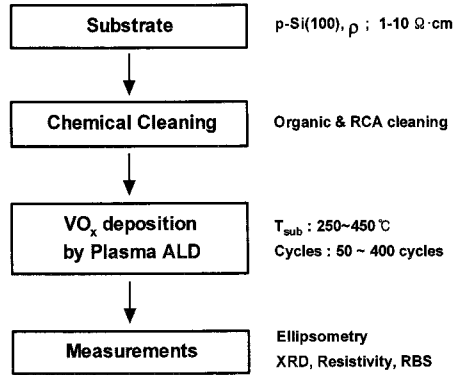 Substrate
p-Si(100), ρ ; 1-10 Ω·cm
Chemical Cleaning
Organic & RCA cleaning
VOx deposition
by Plasma ALD
Tsub : 250~450 ℃
Cycles : 50 ~ 400 cycles
Measurements
Ellipsometry
XRD, Resistivity, RBS